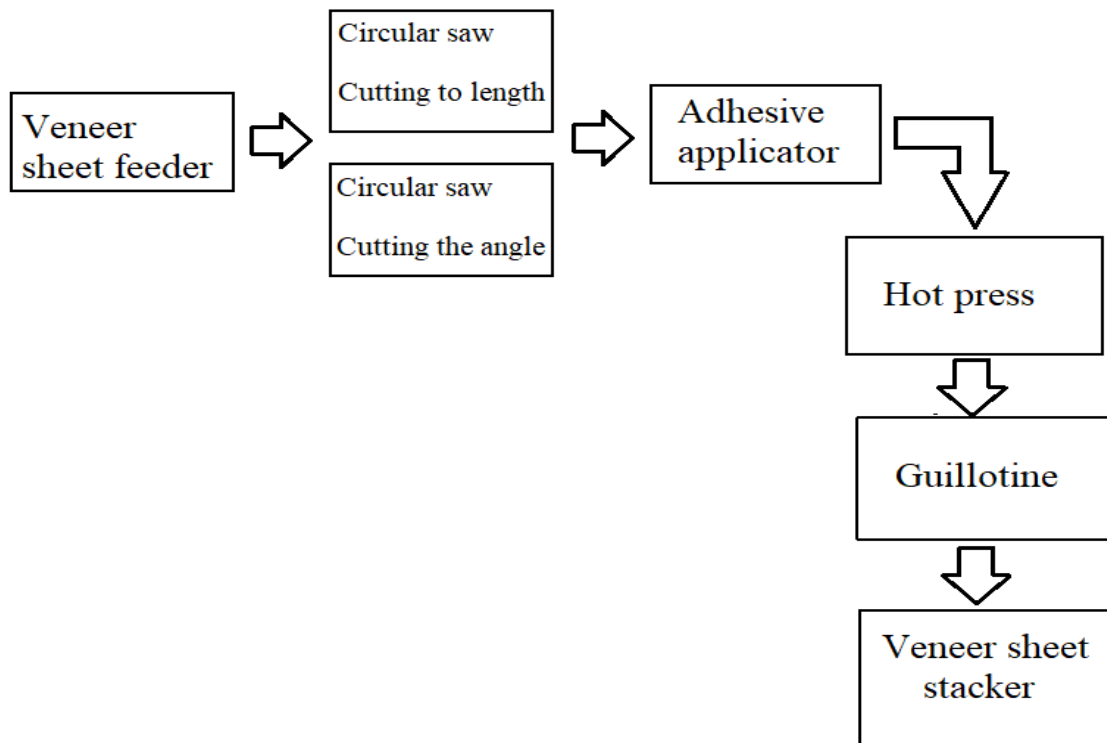 Veneer
sheet feeder
Circular saw
Cutting to length
Circular saw
Cutting the angle
Adhesive
applicator
Hot press
Guillotine
Veneer sheet
stacker